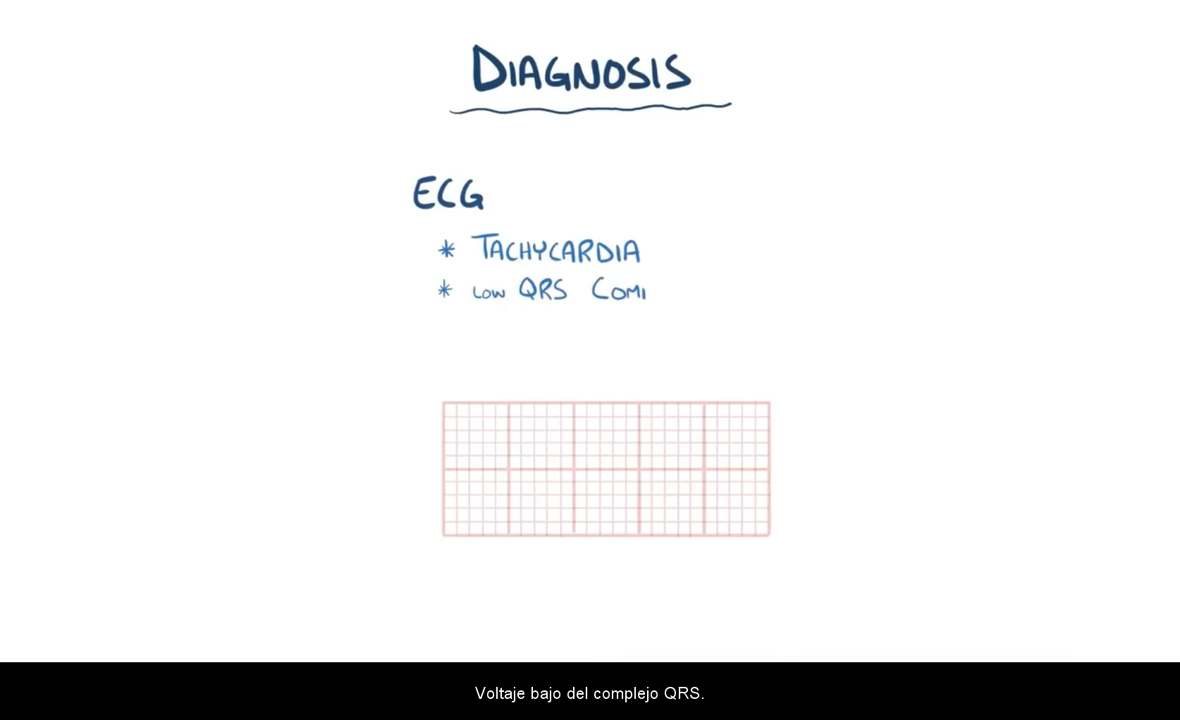 DIAGNOSIS
ECG
* TACHYCARDIA
* LOW QRS COM
Voltaje bajo del complejo QRS.